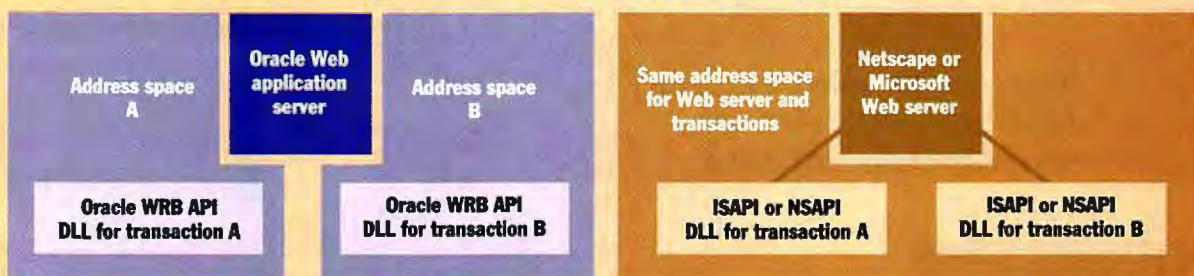 Address space
A
Oracle Web
application
server
Address space
B
Oracle WRB API
DLL for transaction A
Oracle WRB API
DLL for transaction B
Same address space
for Web server and
transactions
Netscape or
Microsoft
Web server
ISAPI or NSAPI
DLL for transaction A
ISAPI or NSAPI
DLL for transaction B